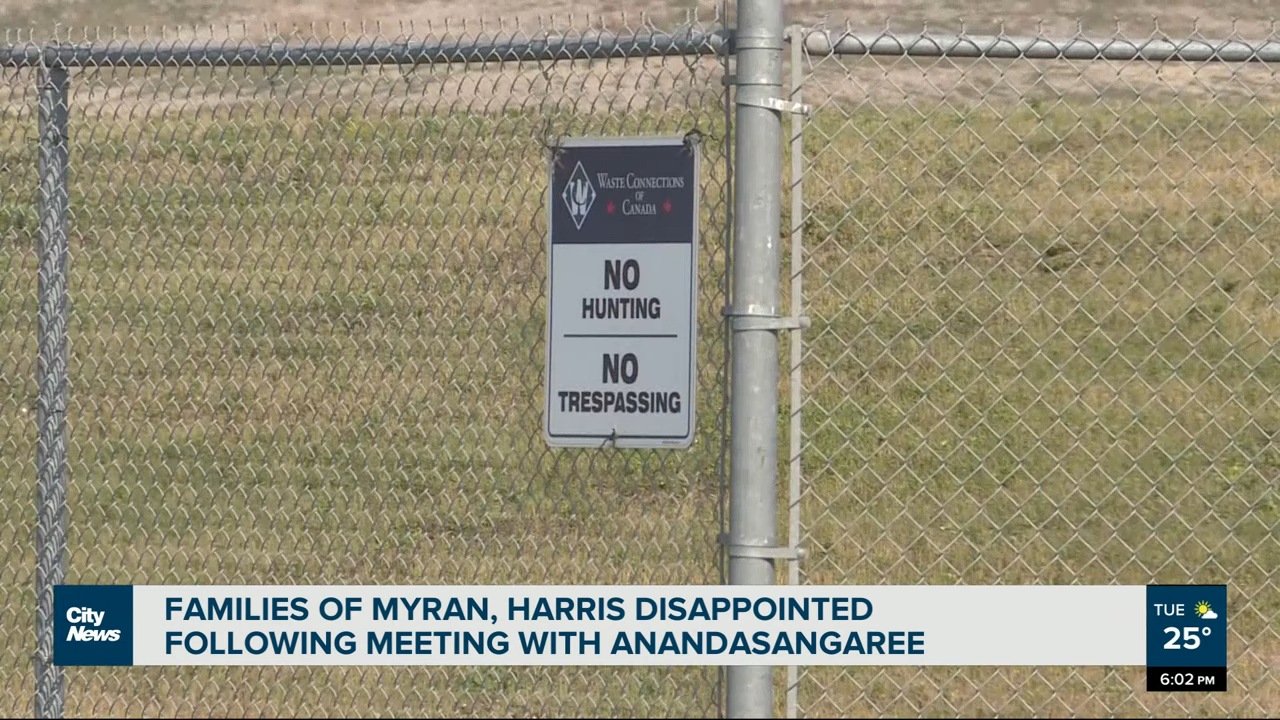 WASTE CONNECTIONS
OF
CANADA
NO
HUNTING
NO
TRESPASSING
City
News
FAMILIES OF MYRAN, HARRIS DISAPPOINTED
FOLLOWING MEETING WITH ANANDASANGAREE
TUE
25°
6:02 PM